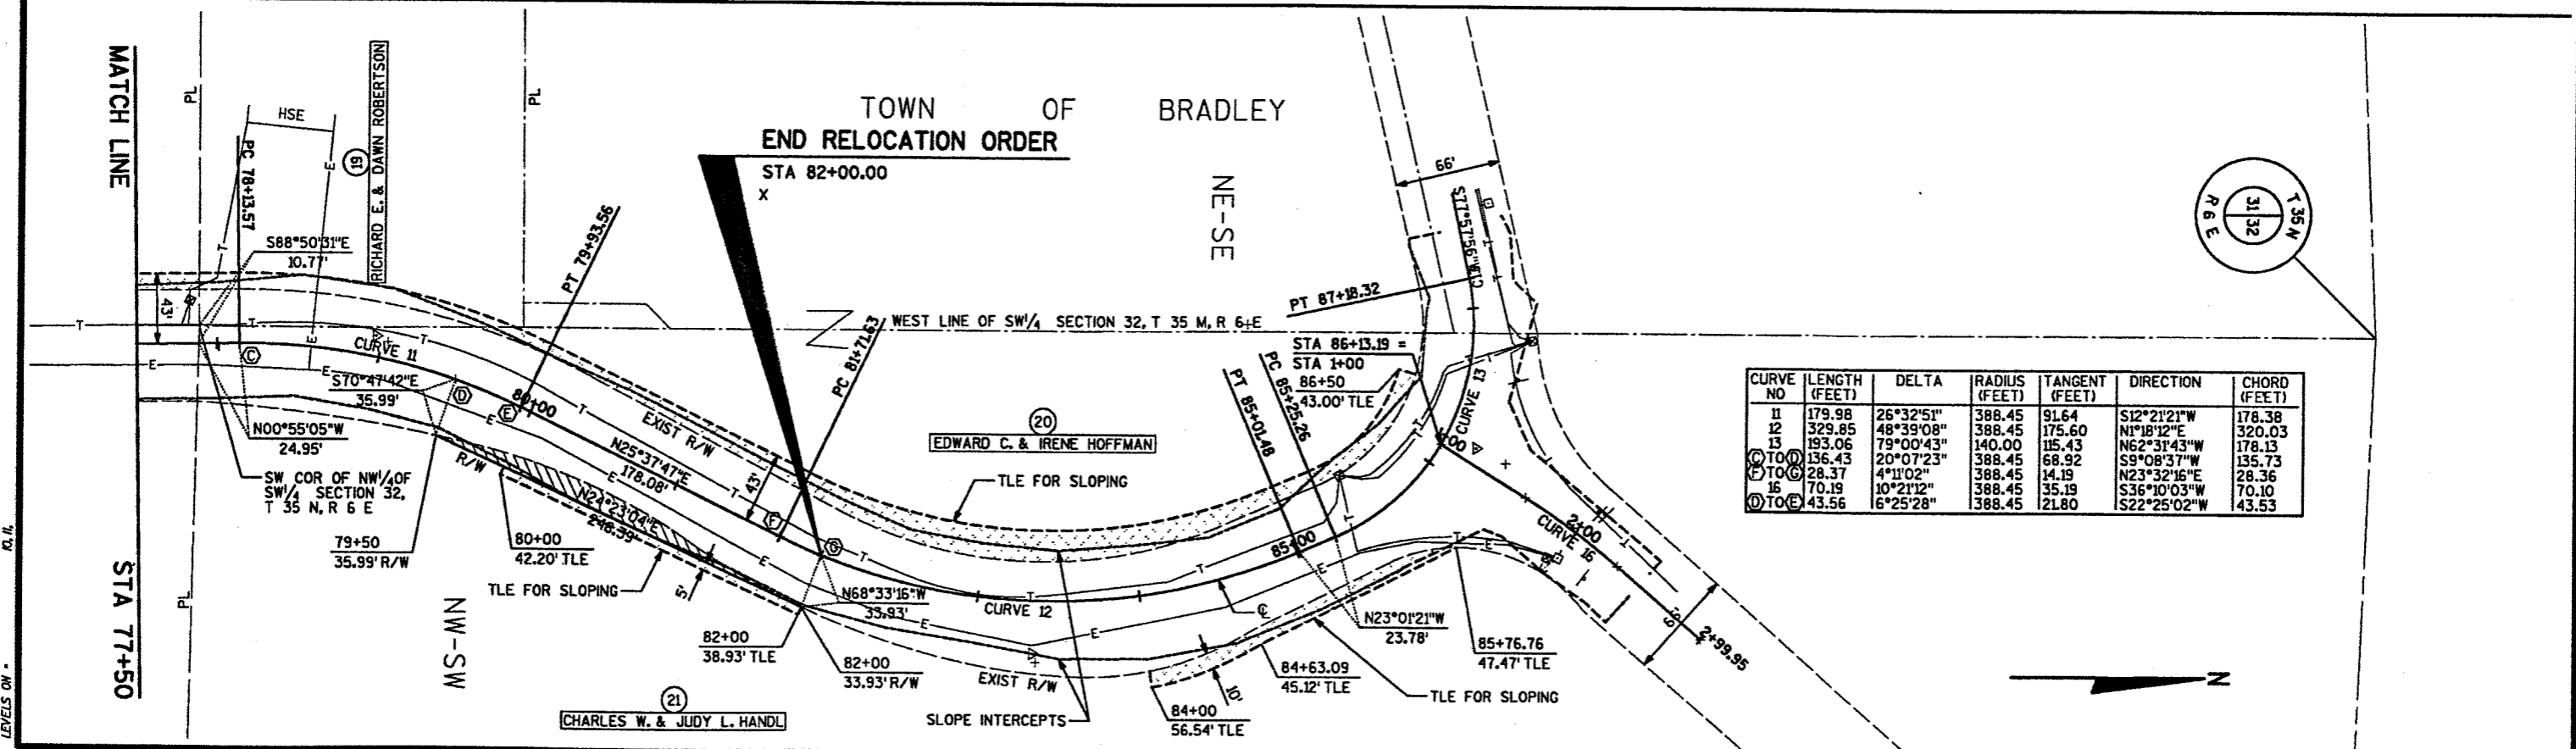 TOWN OF BRADLEY
END RELOCATION ORDER
STA 82+00.00
X
MATCH LINE
STA 77+50
PL
PL
PL
HSE
PC 78+13.57
19
RICHARD E. & DAWN ROBERTSON
S88°50'31"E
10.77'
43'
CURVE 11
C
S70°47'42"E
35.99'
D
E
80+00
PT 79+93.56
N00°55'05"W
24.95'
SW COR OF NW1/4 OF
SW1/4 SECTION 32,
T 35 N, R 6 E
R/W
79+50
35.99' R/W
80+00
42.20' TLE
TLE FOR SLOPING
5'
N24°23'04"E
248.39'
N25°37'47"E
178.08'
EXIST R/W
43'
F
G
PC 81+71.63
WEST LINE OF SW1/4 SECTION 32, T 35 M, R 6+E
NE-SE
NW-SW
20
EDWARD C. & IRENE HOFFMAN
TLE FOR SLOPING
N68°33'16"W
33.93'
82+00
38.93' TLE
82+00
33.93' R/W
21
CHARLES W. & JUDY L. HANDL
CURVE 12
EXIST R/W
SLOPE INTERCEPTS
84+00
56.54' TLE
10'
84+63.09
45.12' TLE
TLE FOR SLOPING
85+00
85+76.76
47.47' TLE
N23°01'21"W
23.78'
PT 85+01.48
PC 85+25.26
STA 86+13.19 =
STA 1+00
86+50
43.00' TLE
PT 87+18.32
S77°57'56"W
66'
CURVE 13
CURVE 16
2+00
2+99.95
66'
T 35 N
31 32
R 6 E
N
CURVE NO LENGTH (FEET) DELTA RADIUS (FEET) TANGENT (FEET) DIRECTION CHORD (FEET)
11 179.98 26°32'51" 388.45 91.64 S12°21'21"W 178.38
12 329.85 48°39'08" 388.45 175.60 N1°18'12"E 320.03
13 193.06 79°00'43" 140.00 115.43 N62°31'43"W 178.13
C TO D 136.43 20°07'23" 388.45 68.92 S9°08'37"W 135.73
F TO G 28.37 4°11'02" 388.45 14.19 N23°32'16"E 28.36
16 70.19 10°21'12" 388.45 35.19 S36°10'03"W 70.10
D TO E 43.56 6°25'28" 388.45 21.80 S22°25'02"W 43.53
LEVELS ON =
10, 11,